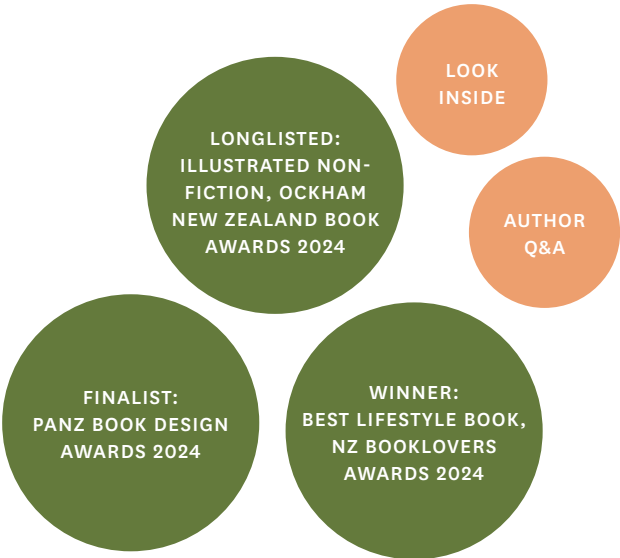 LOOK
INSIDE
LONGLISTED:
ILLUSTRATED NON-
FICTION, OCKHAM
NEW ZEALAND BOOK
AWARDS 2024
AUTHOR
Q&A
FINALIST:
PANZ BOOK DESIGN
AWARDS 2024
WINNER:
BEST LIFESTYLE BOOK,
NZ BOOKLOVERS
AWARDS 2024